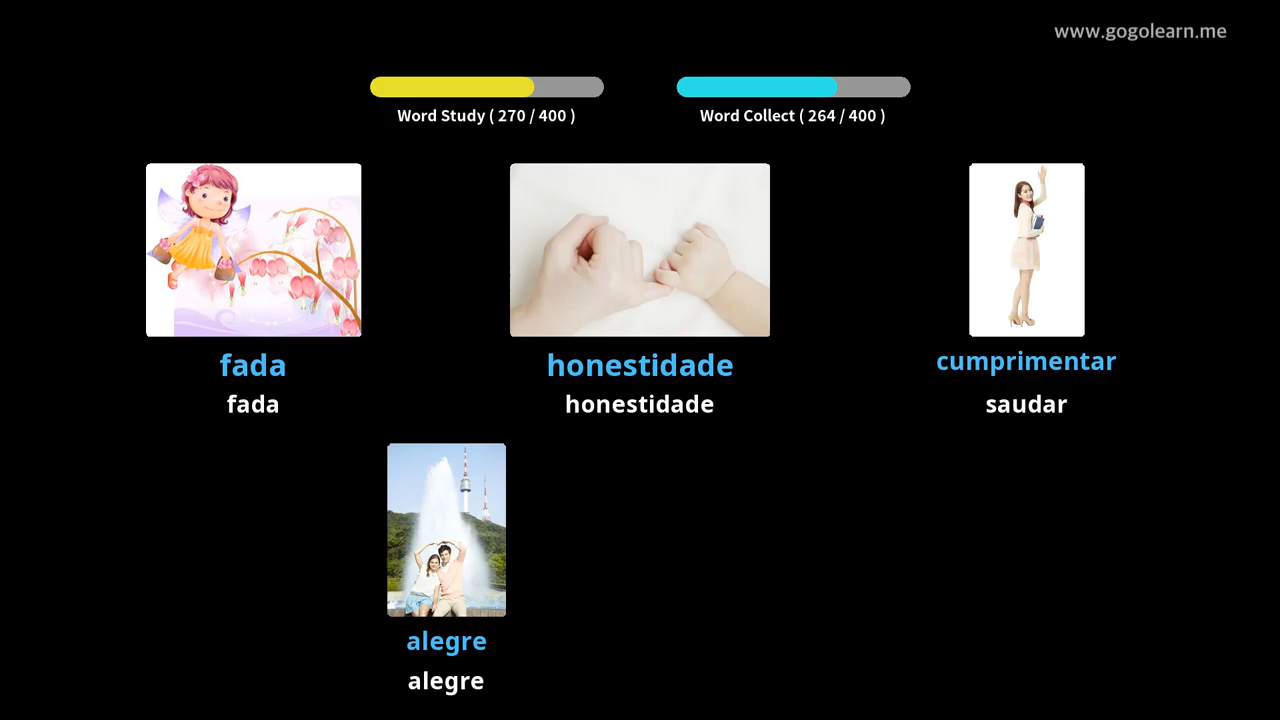 www.gogolearn.me
Word Study ( 270 / 400 )
Word Collect ( 264 / 400 )
fada
fada
honestidade
honestidade
cumprimentar
saudar
alegre
alegre